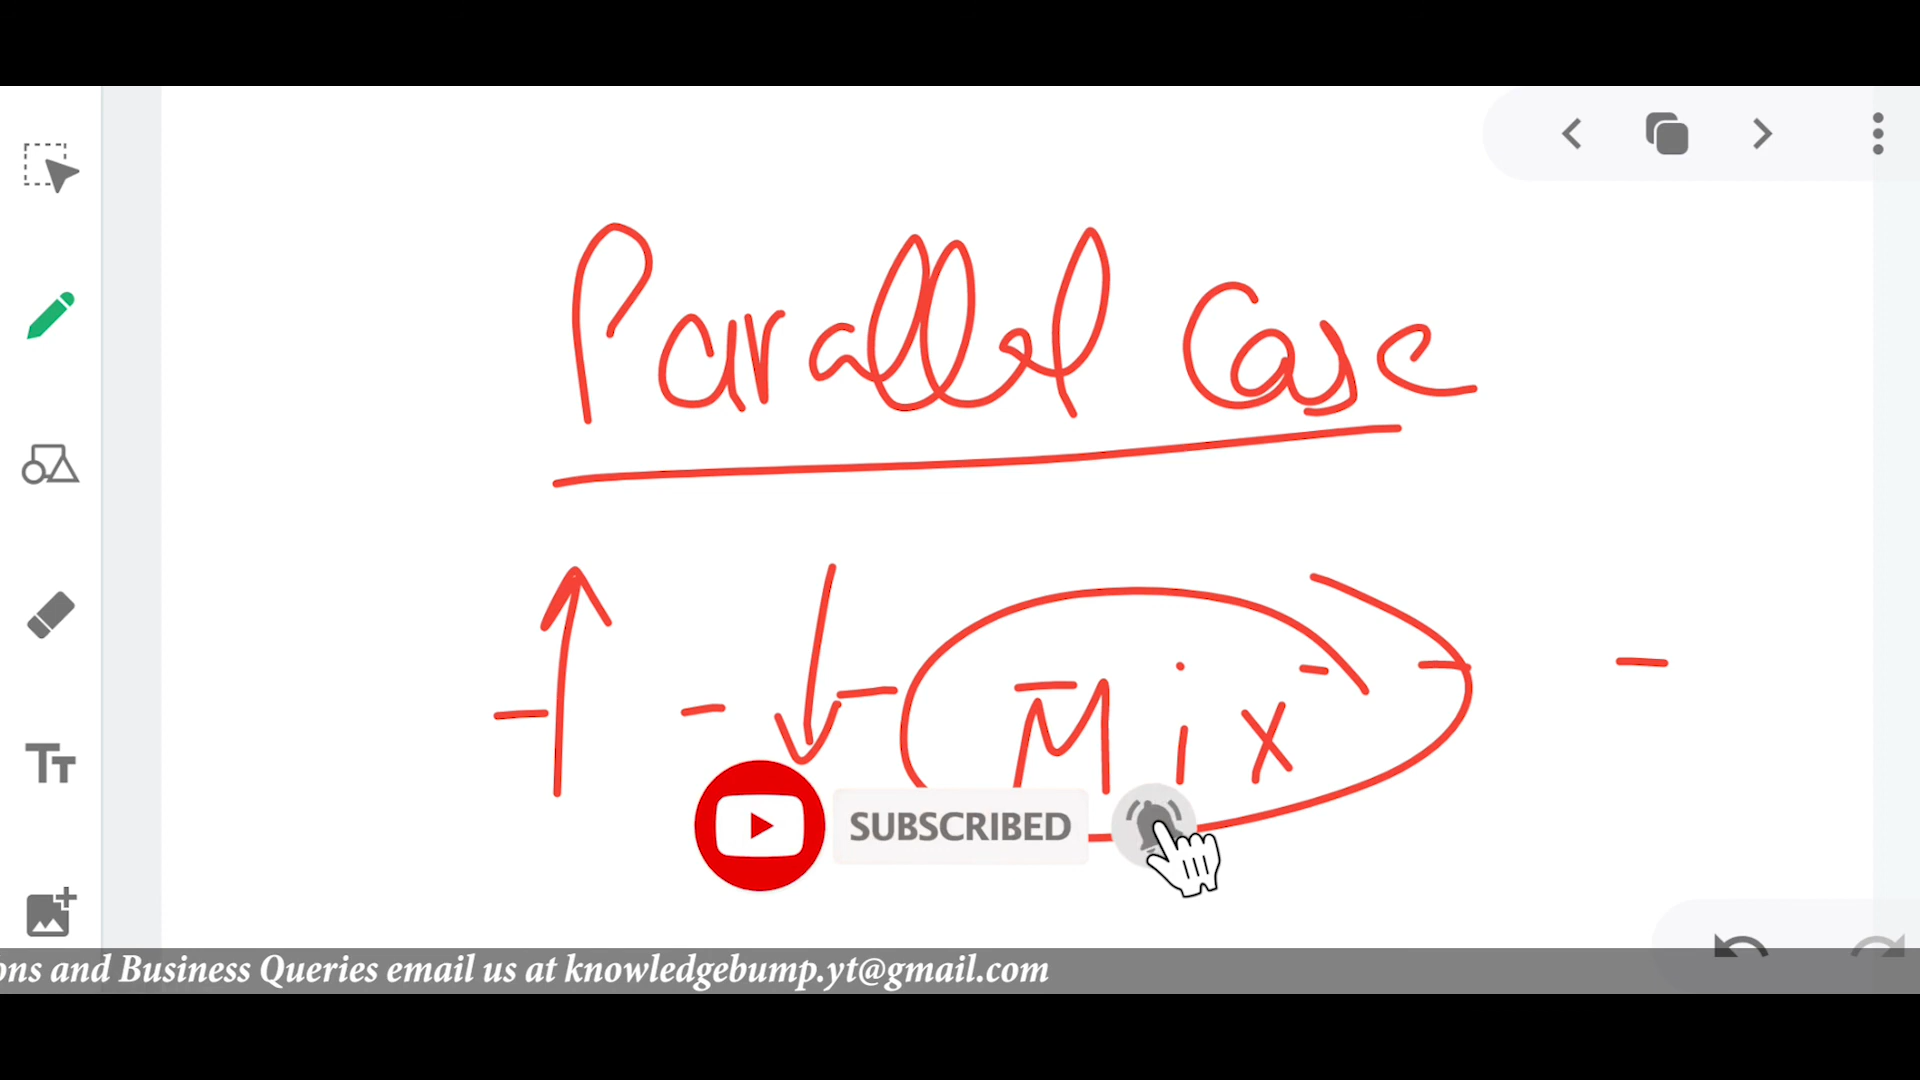 Parallel Case
Mix
SUBSCRIBED
ons and Business Queries email us at knowledgebump.yt@gmail.com